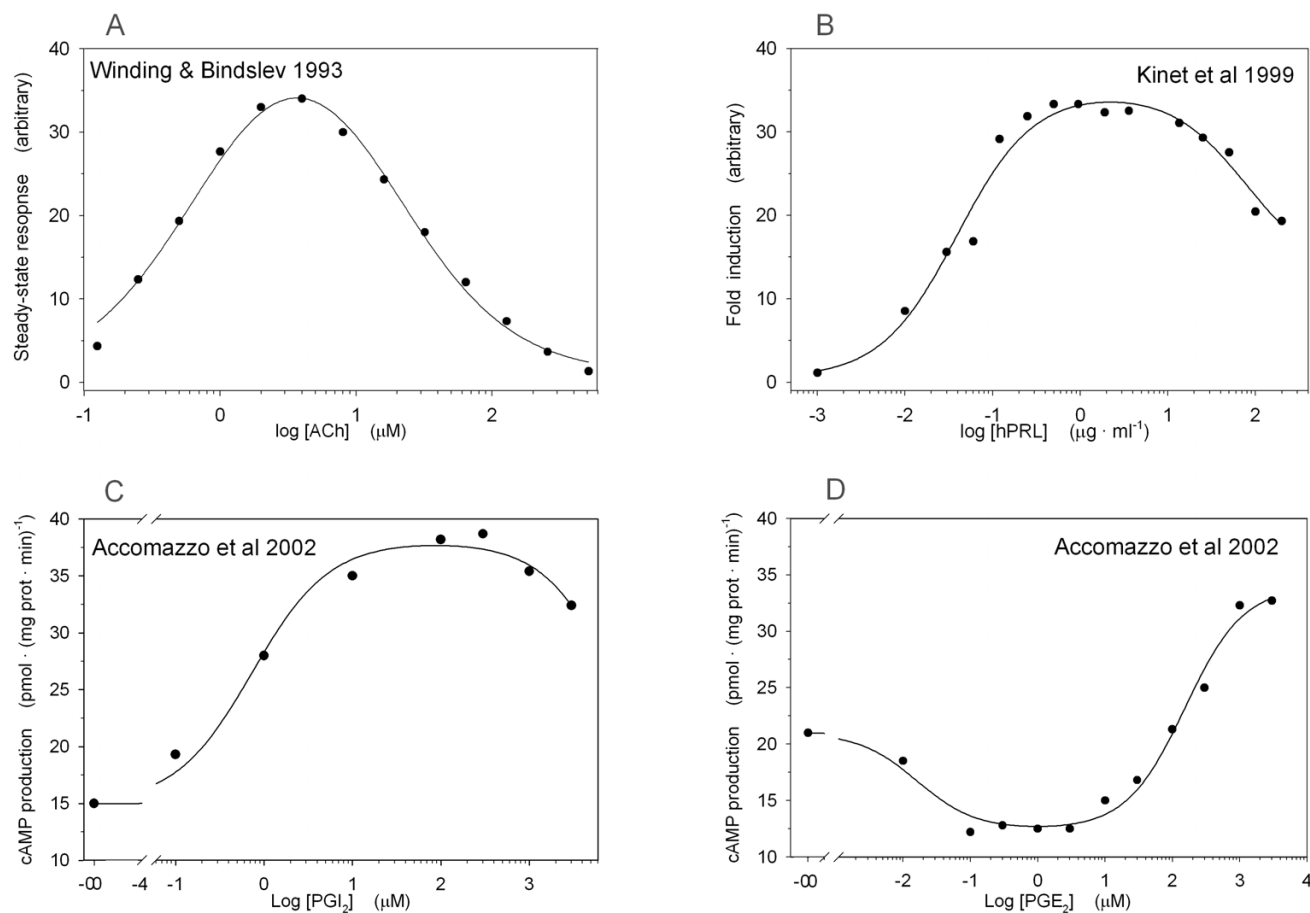 A
Winding & Bindslev 1993
Steady-state resopnse (arbitrary)
40
30
20
10
0
-1 0 1 2
log [ACh] (μM)
B
Kinet et al 1999
Fold induction (arbitrary)
40
30
20
10
0
-3 -2 -1 0 1 2
log [hPRL] (μg · ml⁻¹)
C
Accomazzo et al 2002
cAMP production (pmol · (mg prot · min)⁻¹)
40
35
30
25
20
15
10
-00 -4 -1 0 1 2 3
Log [PGI₂] (μM)
D
Accomazzo et al 2002
cAMP production (pmol · (mg prot · min)⁻¹)
40
35
30
25
20
15
10
-00 -2 -1 0 1 2 3 4
Log [PGE₂] (μM)